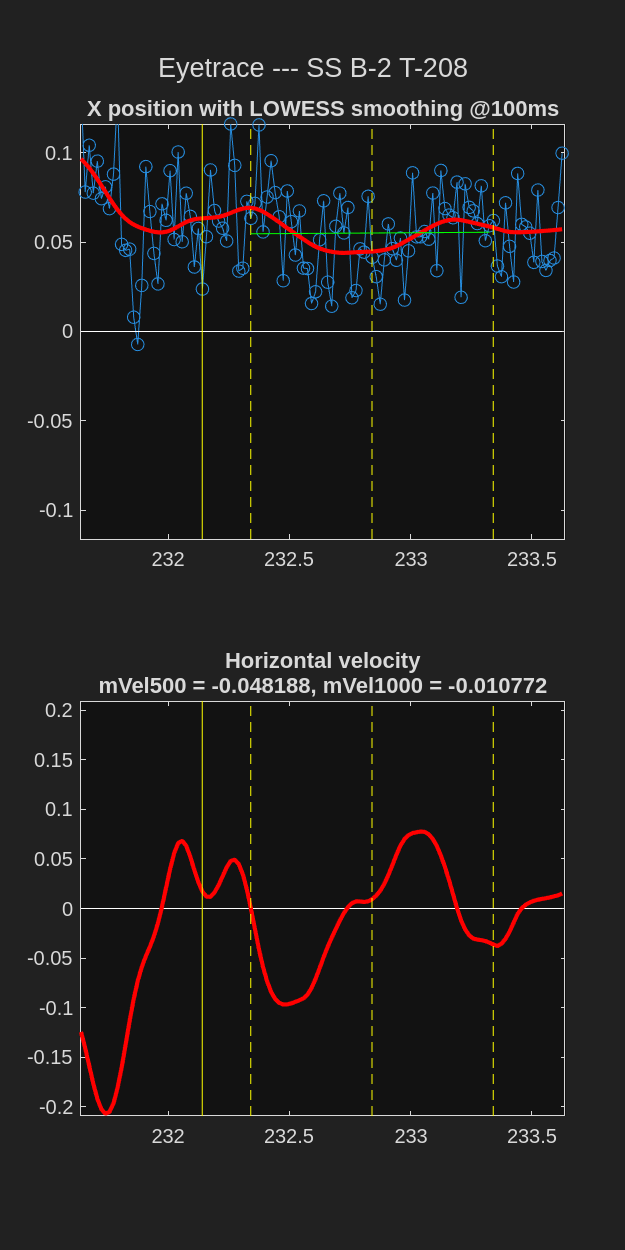 Eyetrace --- SS B-2 T-208
X position with LOWESS smoothing @100ms
0.1
0.05
0
-0.05
-0.1
232 232.5 233 233.5
Horizontal velocity
mVel500 = -0.048188, mVel1000 = -0.010772
0.2
0.15
0.1
0.05
0
-0.05
-0.1
-0.15
-0.2
232 232.5 233 233.5